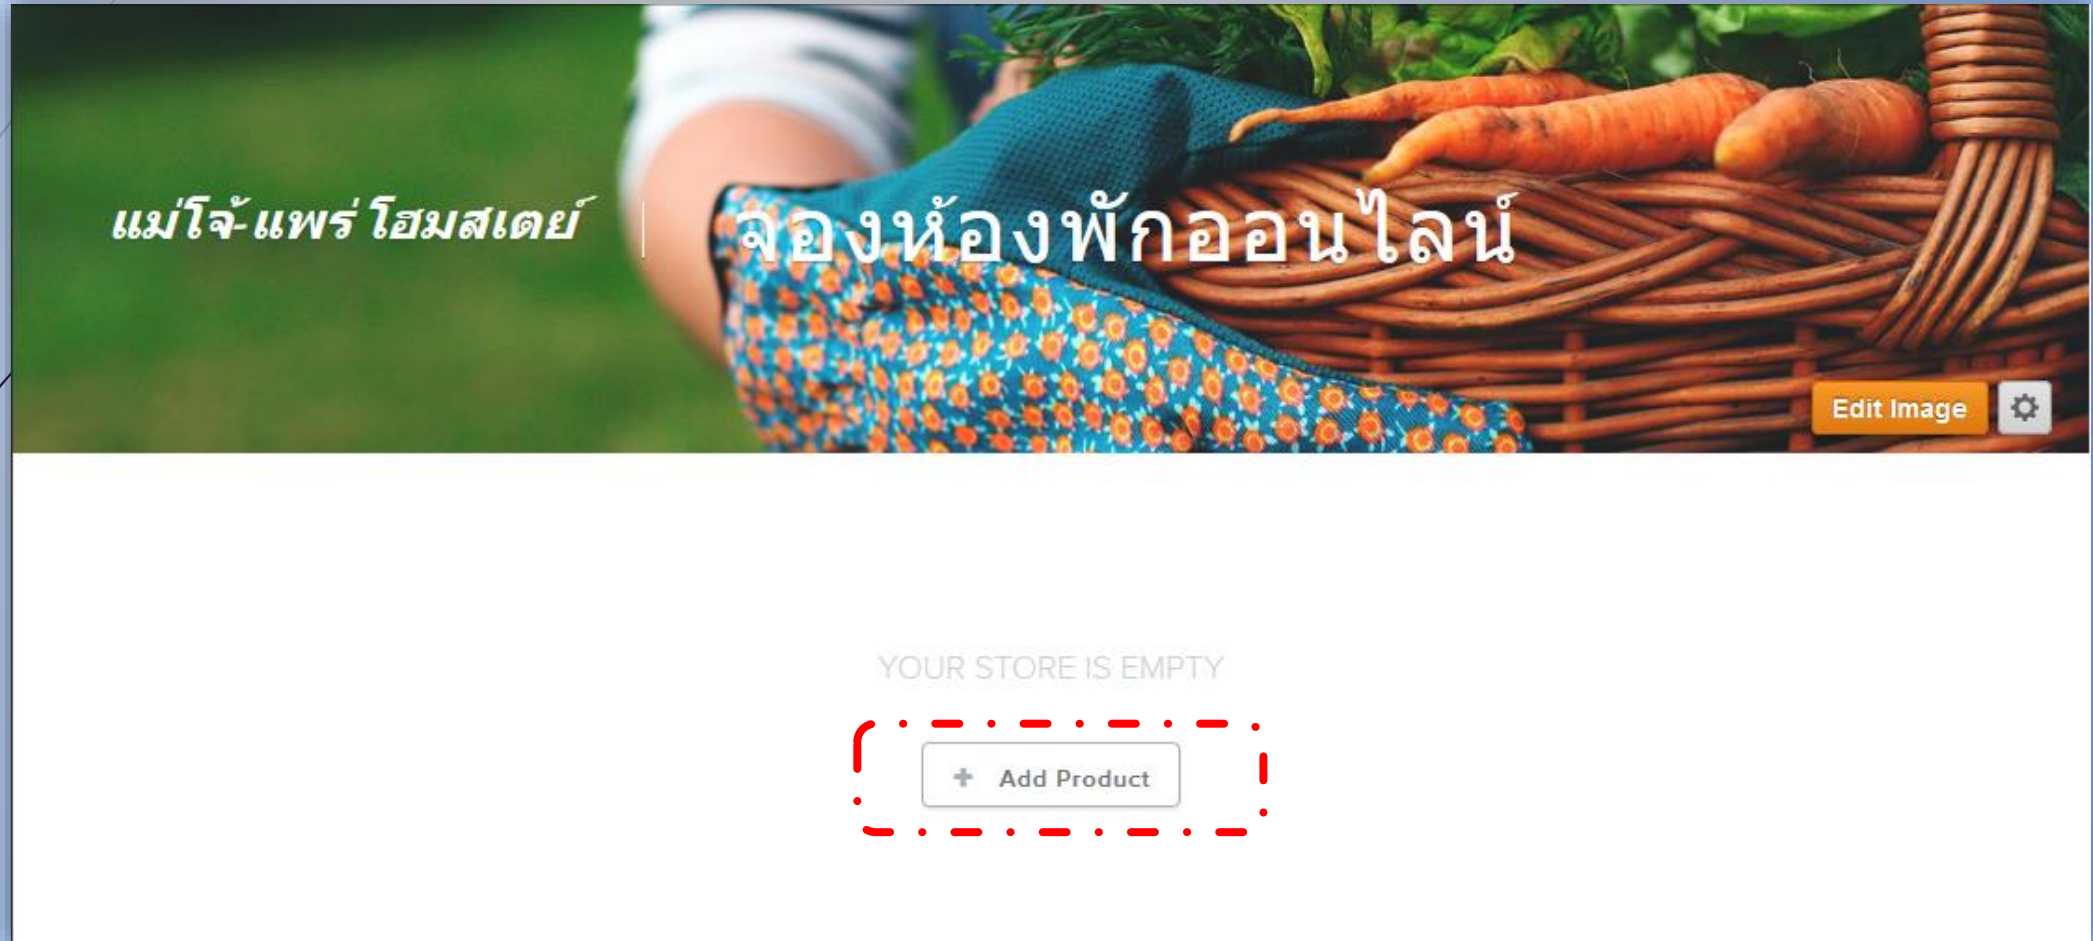 แม่โจ้-แพร่ โฮมสเตย์
จองห้องพักออนไลน์
Edit Image
YOUR STORE IS EMPTY
+ Add Product